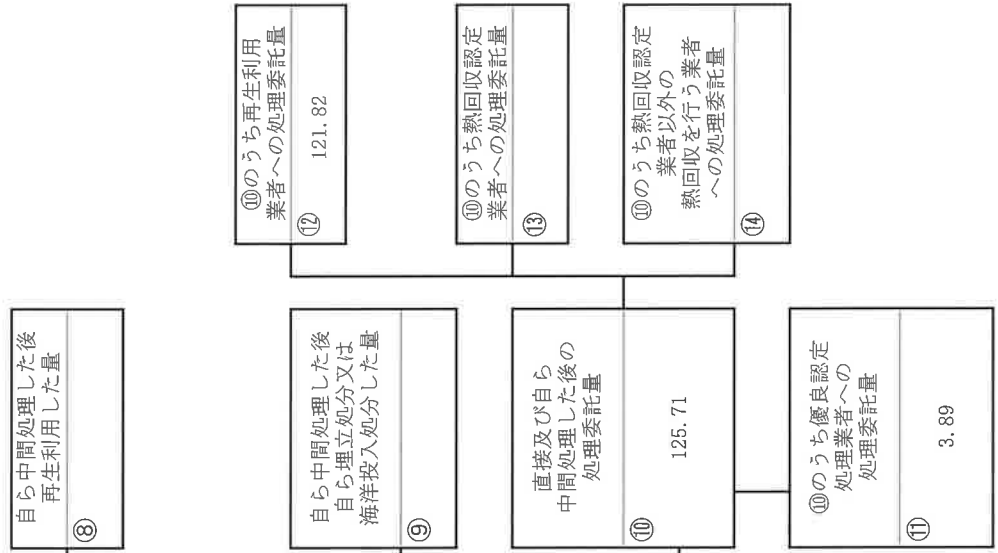 自ら中間処理した後
再生利用した量
⑧
自ら中間処理した後
自ら埋立処分又は
海洋投入処分した量
⑨
直接及び自ら
中間処理した後の
処理委託量
⑩
125.71
⑩のうち優良認定
処理業者への
処理委託量
⑪
3.89
⑩のうち再生利用
業者への処理委託量
⑫
121.82
⑩のうち熱回収認定
業者への処理委託量
⑬
⑩のうち熱回収認定
業者以外の
熱回収を行う業者
への処理委託量
⑭